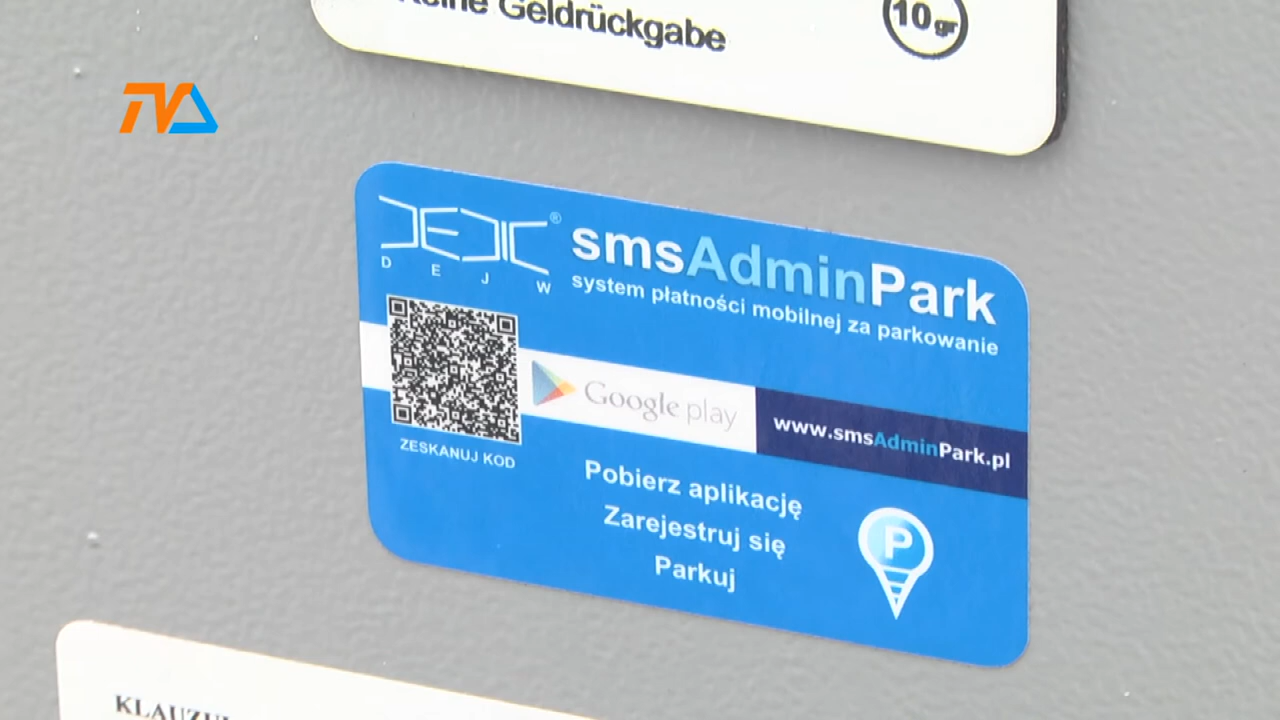 Keine Geldrückgabe
10 gr
TVA
DEJW®
D E J W
smsAdminPark
system płatności mobilnej za parkowanie
Google play
www.smsAdminPark.pl
ZESKANUJ KOD
Pobierz aplikację
Zarejestruj się
Parkuj
P